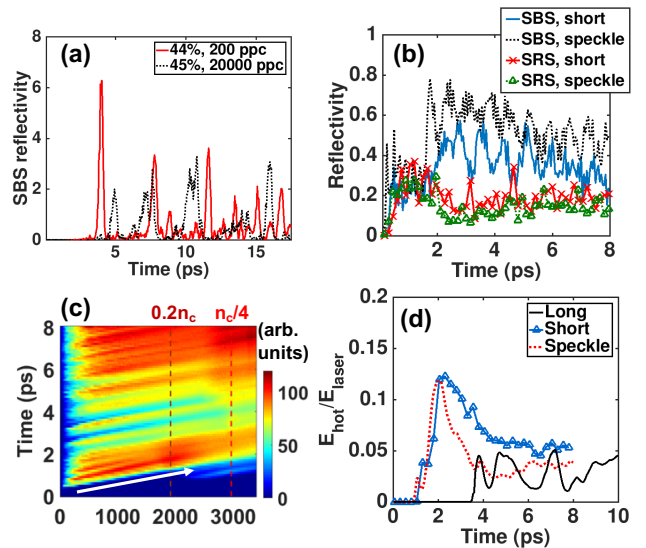 (a)
44%, 200 ppc
45%, 20000 ppc
SBS reflectivity
8
6
4
2
0
5
10
15
Time (ps)
SBS, short
SBS, speckle
SRS, short
SRS, speckle
(b)
Reflectivity
1
0.8
0.6
0.4
0.2
0
2
4
6
8
Time (ps)
(c)
0.2n_c
n_c/4
(arb.
units)
Time (ps)
8
6
4
2
0
0
1000
2000
3000
100
50
0
(d)
Long
Short
Speckle
E_hot/E_laser
0.2
0.15
0.1
0.05
0
0
2
4
6
8
10
Time (ps)